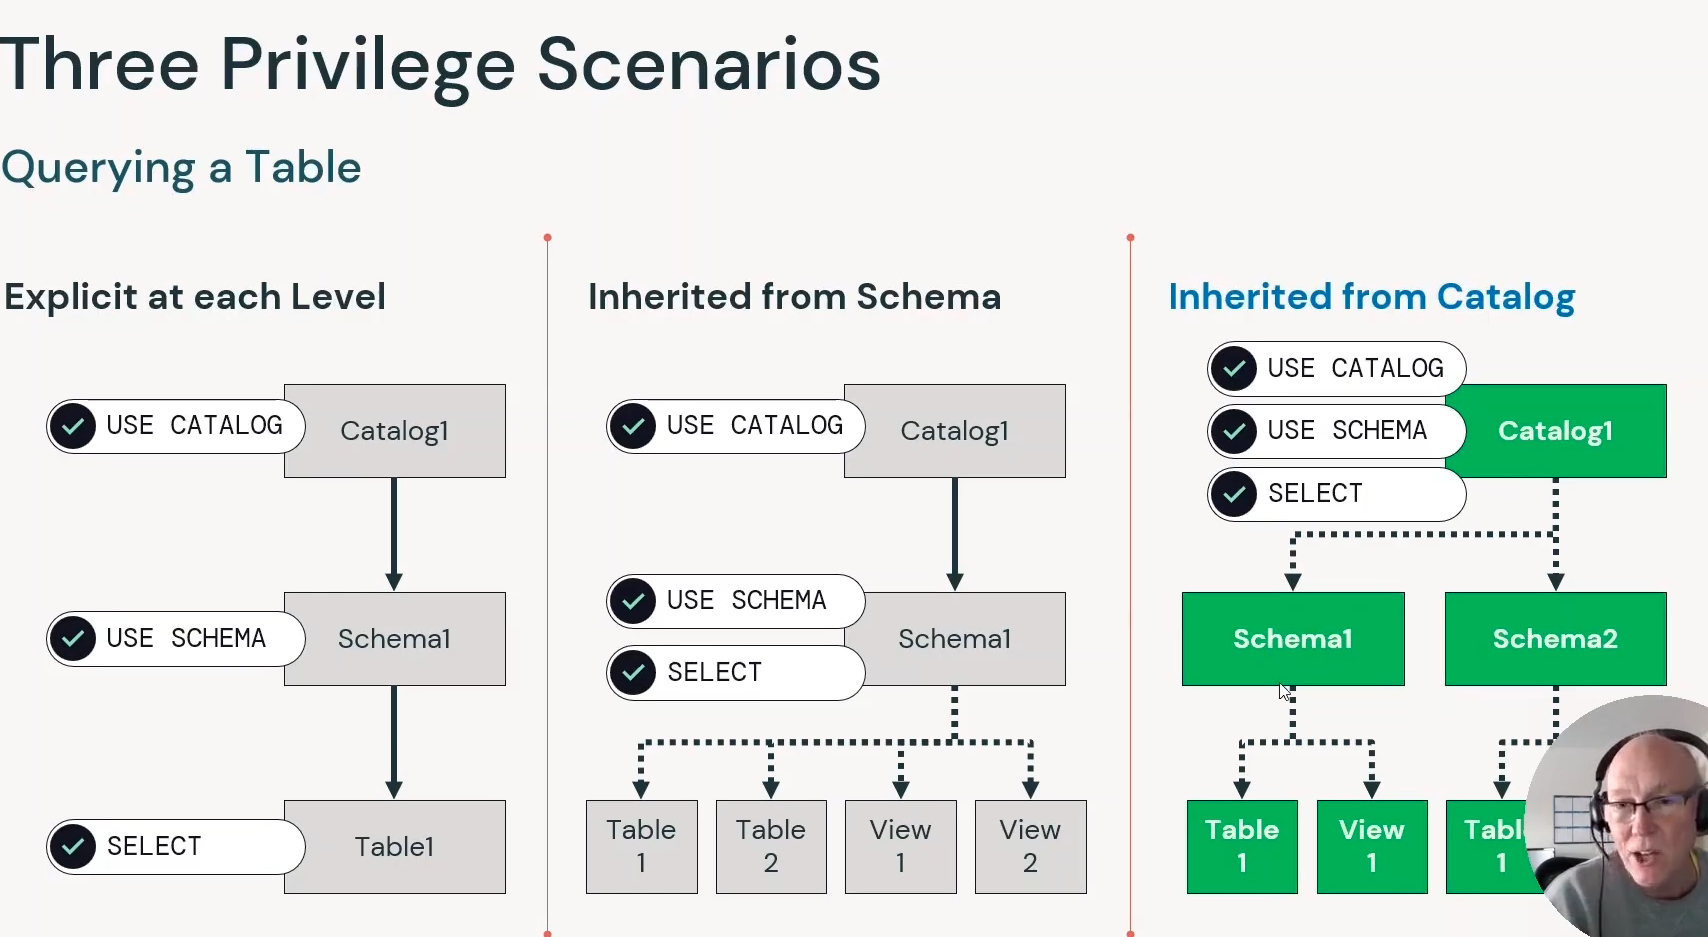 Three Privilege Scenarios
Querying a Table
Explicit at each Level
USE CATALOG
Catalog1
USE SCHEMA
Schema1
SELECT
Table1
Inherited from Schema
USE CATALOG
Catalog1
USE SCHEMA
SELECT
Schema1
Table
1
Table
2
View
1
View
2
Inherited from Catalog
USE CATALOG
USE SCHEMA
SELECT
Catalog1
Schema1
Schema2
Table
1
View
1
1